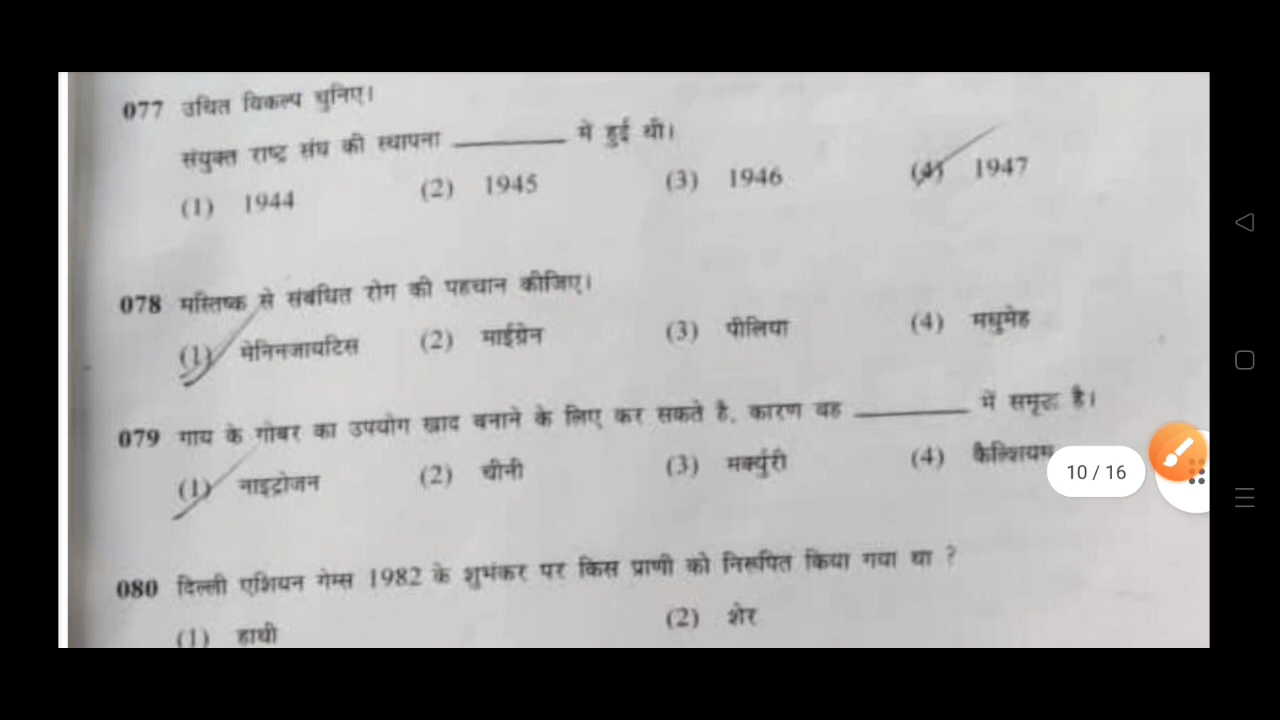 077 उचित विकल्प चुनिए।
संयुक्त राष्ट्र संघ की स्थापना ________ में हुई थी।
(1) 1944 (2) 1945 (3) 1946 (4) 1947
078 मस्तिष्क से संबंधित रोग की पहचान कीजिए।
(1) मेनिनजायटिस (2) माईग्रेन (3) पीलिया (4) मधुमेह
079 गाय के गोबर का उपयोग खाद बनाने के लिए कर सकते है, कारण वह ________ में समृद्ध है।
(1) नाइट्रोजन (2) चीनी (3) मर्क्युरी (4) कैल्शियम
10 / 16
080 दिल्ली एशियन गेम्स 1982 के शुभंकर पर किस प्राणी को निरूपित किया गया था ?
(1) हाथी (2) शेर